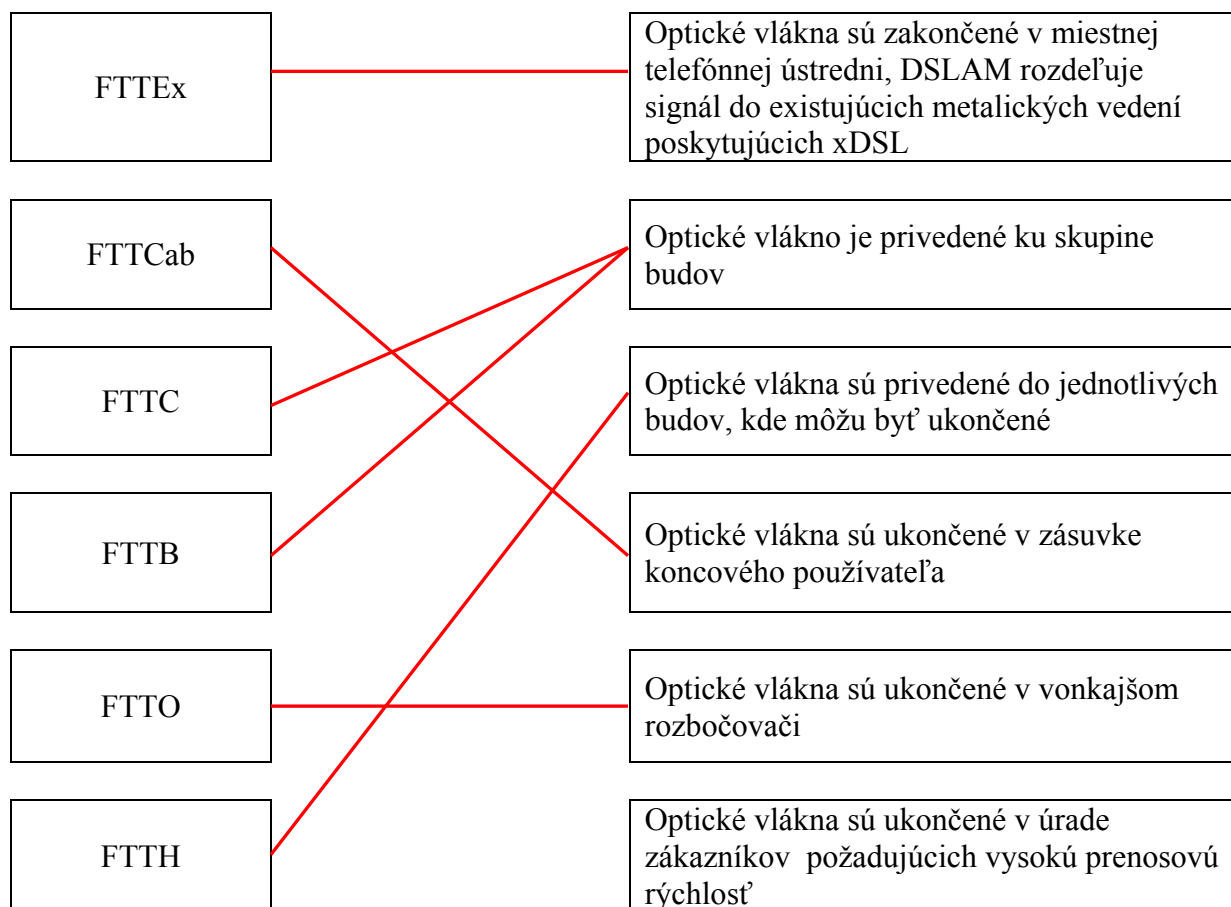 FTTEx
Optické vlákna sú zakončené v miestnej
telefónnej ústredni, DSLAM rozdeľuje
signál do existujúcich metalických vedení
poskytujúcich xDSL
FTTCab
Optické vlákno je privedené ku skupine
budov
FTTC
Optické vlákna sú privedené do jednotlivých
budov, kde môžu byť ukončené
FTTB
Optické vlákna sú ukončené v zásuvke
koncového používateľa
FTTO
Optické vlákna sú ukončené v vonkajšom
rozbočovači
FTTH
Optické vlákna sú ukončené v úrade
zákazníkov požadujúcich vysokú prenosovú
rýchlosť